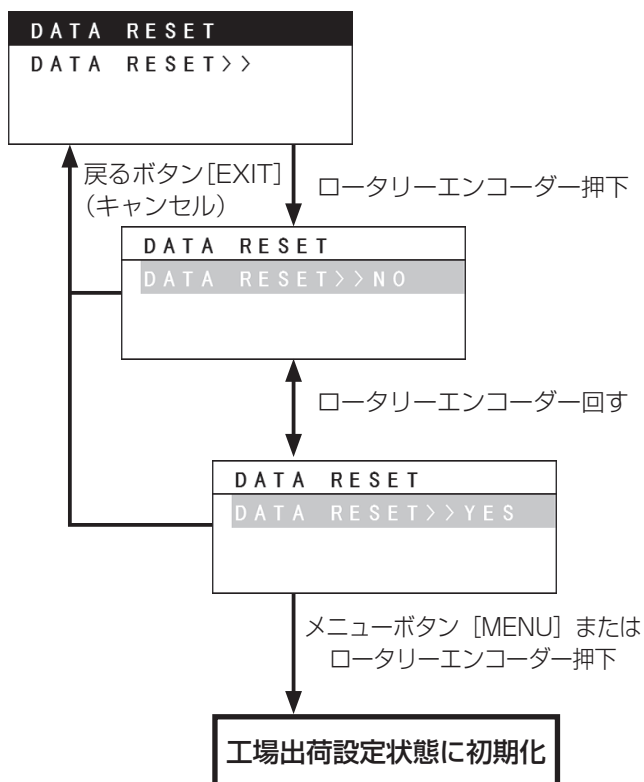 DATA RESET
DATA RESET>>
戻るボタン[EXIT]
(キャンセル)
ロータリーエンコーダー押下
DATA RESET
DATA RESET>>NO
ロータリーエンコーダー回す
DATA RESET
DATA RESET>>YES
メニューボタン [MENU] または
ロータリーエンコーダー押下
工場出荷設定状態に初期化